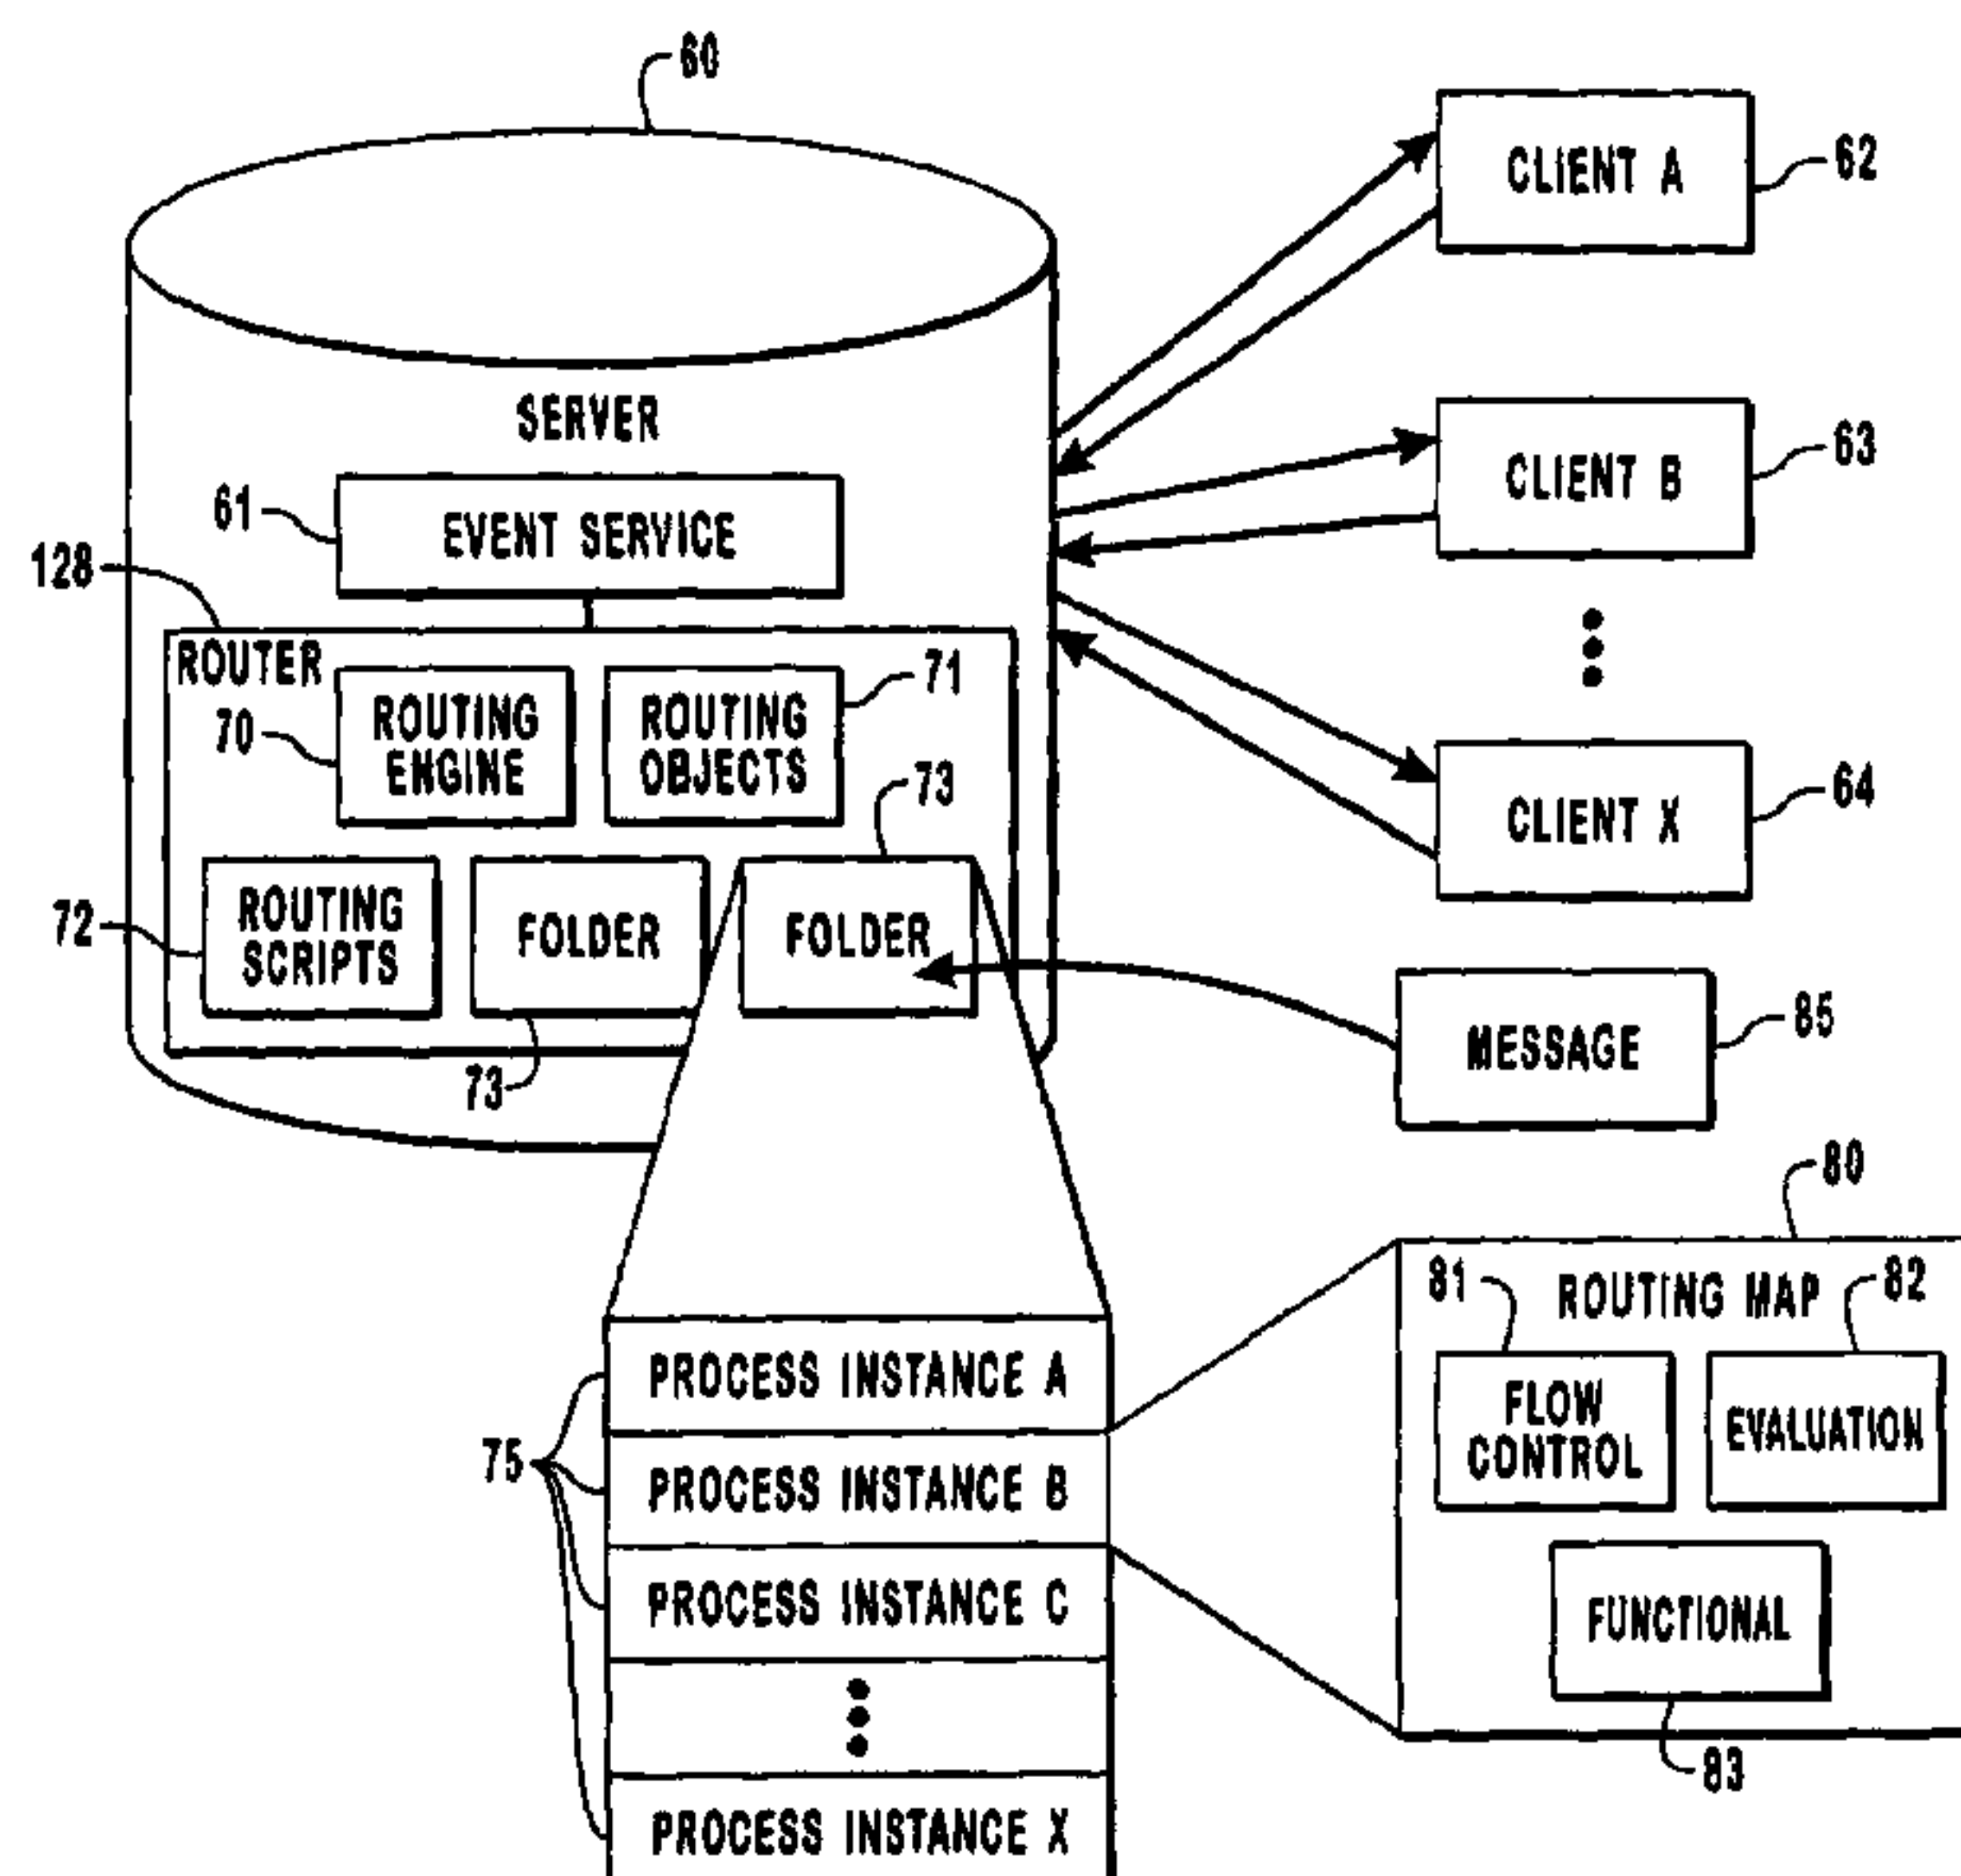 60
CLIENT A
62
SERVER
CLIENT B
63
61
EVENT SERVICE
128
ROUTER
ROUTING
ENGINE
70
ROUTING
OBJECTS
71
73
CLIENT X
64
72
ROUTING
SCRIPTS
FOLDER
FOLDER
73
MESSAGE
85
80
ROUTING MAP
81
82
FLOW
CONTROL
EVALUATION
FUNCTIONAL
83
75
PROCESS INSTANCE A
PROCESS INSTANCE B
PROCESS INSTANCE C
PROCESS INSTANCE X